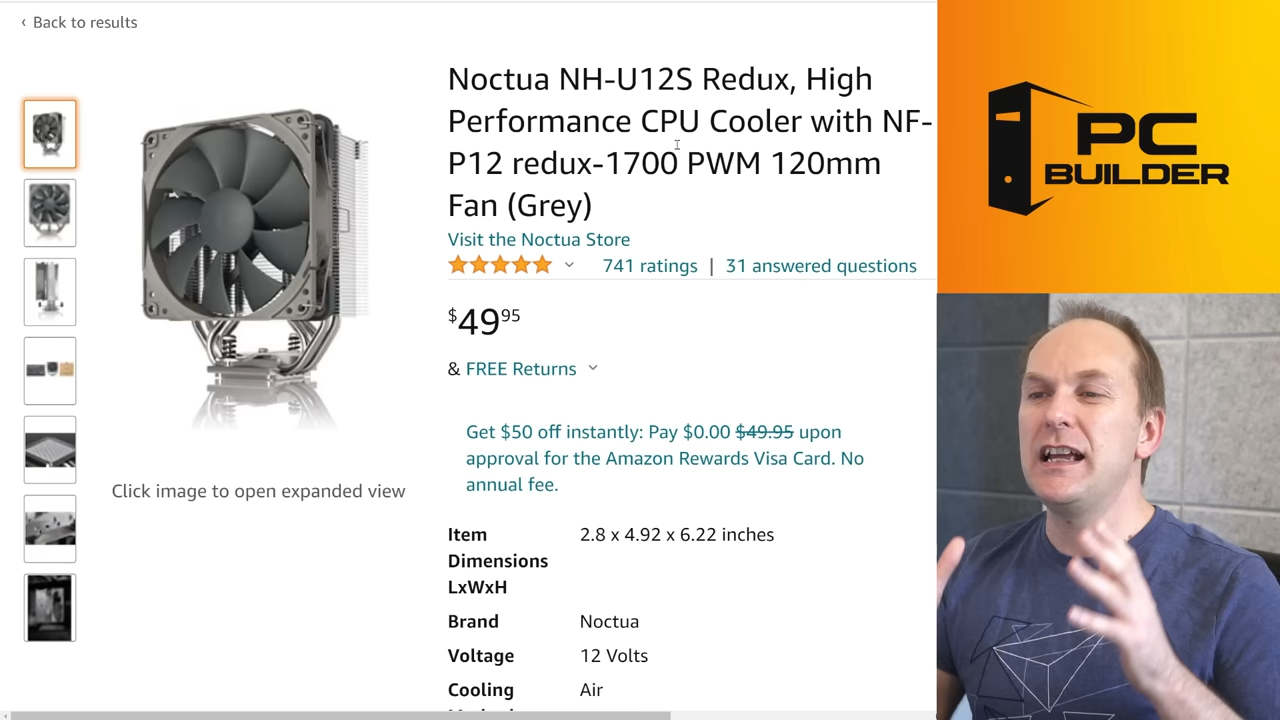 ‹ Back to results
Noctua NH-U12S Redux, High
Performance CPU Cooler with NF-
P12 redux-1700 PWM 120mm
Fan (Grey)
Visit the Noctua Store
741 ratings | 31 answered questions
$49.95
& FREE Returns
Get $50 off instantly: Pay $0.00 $49.95 upon
approval for the Amazon Rewards Visa Card. No
annual fee.
Click image to open expanded view
Item 2.8 x 4.92 x 6.22 inches
Dimensions
LxWxH
Brand Noctua
Voltage 12 Volts
Cooling Air
PC
BUILDER